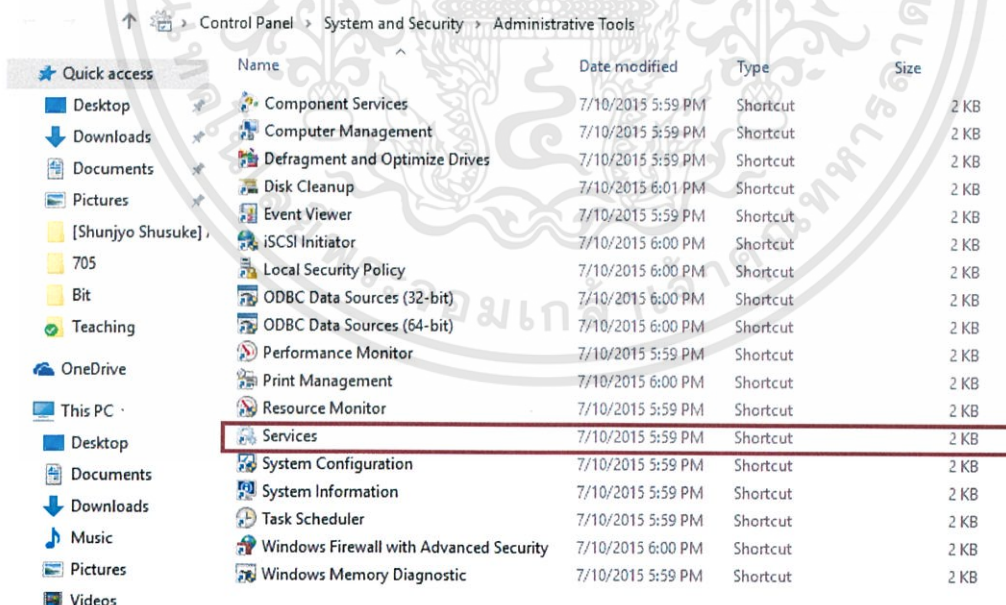 Control Panel > System and Security > Administrative Tools
Name Date modified Type Size
Quick access
Desktop
Downloads
Documents
Pictures
[Shunjyo Shusuke]
705
Bit
Teaching
OneDrive
This PC
Desktop
Documents
Downloads
Music
Pictures
Videos
Component Services 7/10/2015 5:59 PM Shortcut 2 KB
Computer Management 7/10/2015 5:59 PM Shortcut 2 KB
Defragment and Optimize Drives 7/10/2015 5:59 PM Shortcut 2 KB
Disk Cleanup 7/10/2015 6:01 PM Shortcut 2 KB
Event Viewer 7/10/2015 5:59 PM Shortcut 2 KB
iSCSI Initiator 7/10/2015 6:00 PM Shortcut 2 KB
Local Security Policy 7/10/2015 6:00 PM Shortcut 2 KB
ODBC Data Sources (32-bit) 7/10/2015 6:00 PM Shortcut 2 KB
ODBC Data Sources (64-bit) 7/10/2015 6:00 PM Shortcut 2 KB
Performance Monitor 7/10/2015 5:59 PM Shortcut 2 KB
Print Management 7/10/2015 6:00 PM Shortcut 2 KB
Resource Monitor 7/10/2015 5:59 PM Shortcut 2 KB
Services 7/10/2015 5:59 PM Shortcut 2 KB
System Configuration 7/10/2015 5:59 PM Shortcut 2 KB
System Information 7/10/2015 5:59 PM Shortcut 2 KB
Task Scheduler 7/10/2015 5:59 PM Shortcut 2 KB
Windows Firewall with Advanced Security 7/10/2015 6:00 PM Shortcut 2 KB
Windows Memory Diagnostic 7/10/2015 5:59 PM Shortcut 2 KB